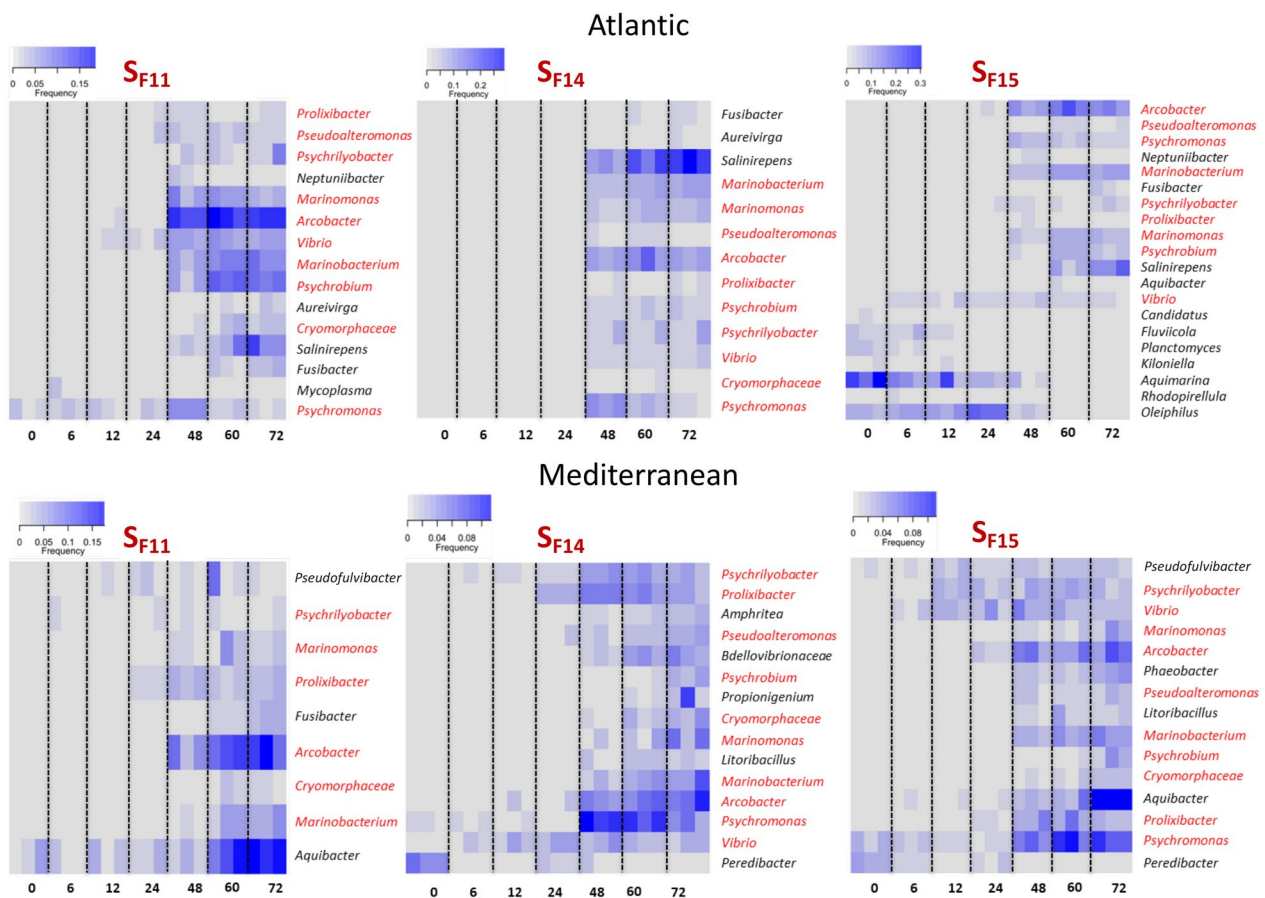 Atlantic
0 0.05 0.15
Frequency
SF11
Prolixibacter
Pseudoalteromonas
Psychrilyobacter
Neptuniibacter
Marinomonas
Arcobacter
Vibrio
Marinobacterium
Psychrobium
Aureivirga
Cryomorphaceae
Salinirepens
Fusibacter
Mycoplasma
Psychromonas
0 6 12 24 48 60 72
0 0.1 0.2
Frequency
SF14
Fusibacter
Aureivirga
Salinirepens
Marinobacterium
Marinomonas
Pseudoalteromonas
Arcobacter
Prolixibacter
Psychrobium
Psychrilyobacter
Vibrio
Cryomorphaceae
Psychromonas
0 6 12 24 48 60 72
0 0.1 0.2 0.3
Frequency
SF15
Arcobacter
Pseudoalteromonas
Psychromonas
Neptuniibacter
Marinobacterium
Fusibacter
Psychrilyobacter
Prolixibacter
Marinomonas
Psychrobium
Salinirepens
Aquibacter
Vibrio
Candidatus
Fluviicola
Planctomyces
Kiloniella
Aquimarina
Rhodopirellula
Oleiphilus
0 6 12 24 48 60 72
Mediterranean
0 0.05 0.1 0.15
Frequency
SF11
Pseudofulvibacter
Psychrilyobacter
Marinomonas
Prolixibacter
Fusibacter
Arcobacter
Cryomorphaceae
Marinobacterium
Aquibacter
0 6 12 24 48 60 72
0 0.04 0.08
Frequency
SF14
Psychrilyobacter
Prolixibacter
Amphritea
Pseudoalteromonas
Bdellovibrionaceae
Psychrobium
Propionigenium
Cryomorphaceae
Marinomonas
Litoribacillus
Marinobacterium
Arcobacter
Psychromonas
Vibrio
Peredibacter
0 6 12 24 48 60 72
0 0.04 0.08
Frequency
SF15
Pseudofulvibacter
Psychrilyobacter
Vibrio
Marinomonas
Arcobacter
Phaeobacter
Pseudoalteromonas
Litoribacillus
Marinobacterium
Psychrobium
Cryomorphaceae
Aquibacter
Prolixibacter
Psychromonas
Peredibacter
0 6 12 24 48 60 72